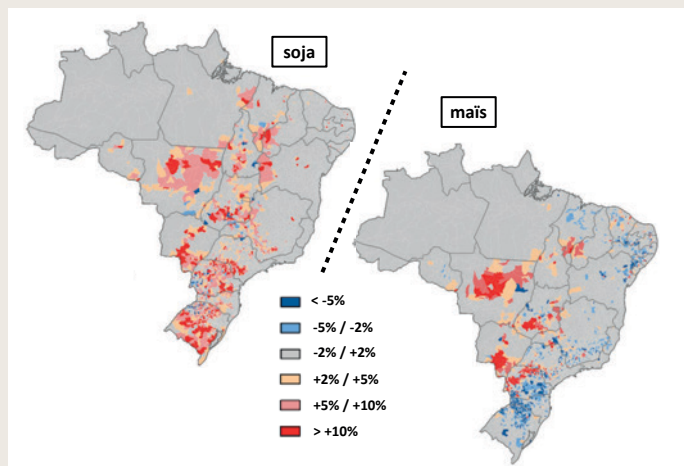 soja
maïs
< -5%
-5% / -2%
-2% / +2%
+2% / +5%
+5% / +10%
> +10%